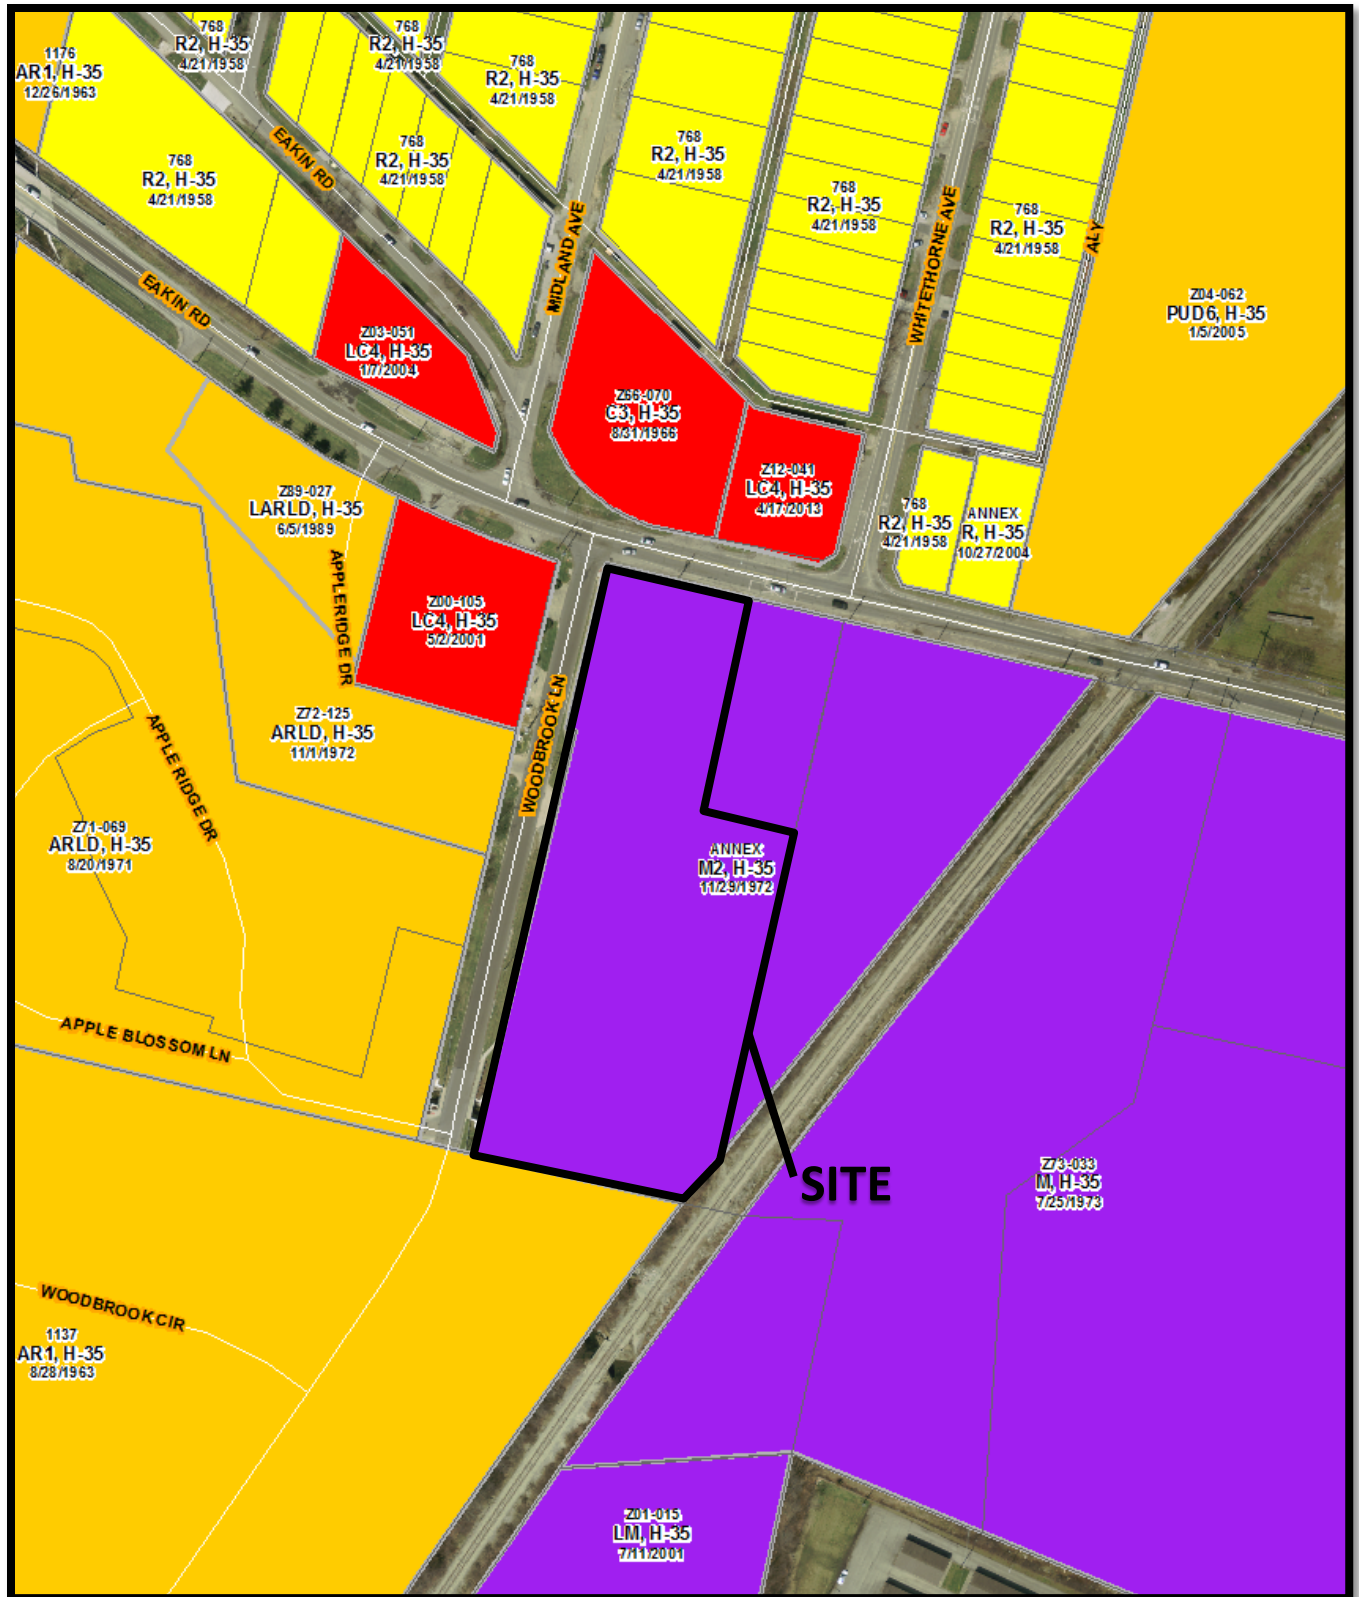 768
R2, H-35
4/21/1958
768
R2, H-35
4/21/1958
1176
AR1, H-35
12/26/1963
768
R2, H-35
4/21/1958
EAKIN RD
768
R2, H-35
4/21/1958
768
R2, H-35
4/21/1958
768
R2, H-35
4/21/1958
768
R2, H-35
4/21/1958
768
R2, H-35
4/21/1958
MIDLAND AVE
WHITETHORNE AVE
ALY
EAKIN RD
Z04-062
PUD6, H-35
1/5/2005
Z03-051
LC4, H-35
1/7/2004
Z66-070
C3, H-35
8/31/1966
Z12-041
LC4, H-35
4/17/2013
Z89-027
LARLD, H-35
6/5/1989
768
R2, H-35
4/21/1958
ANNEX
R, H-35
10/27/2004
APPLERIDGE DR
Z00-105
LC4, H-35
5/2/2001
WOODBROOK LN
Z72-125
ARLD, H-35
11/1/1972
APPLE RIDGE DR
Z71-069
ARLD, H-35
8/20/1971
ANNEX
M2, H-35
11/29/1972
APPLE BLOSSOM LN
SITE
Z73-033
M, H-35
7/25/1973
WOODBROOK CIR
1137
AR1, H-35
8/28/1963
Z01-015
LM, H-35
7/11/2001